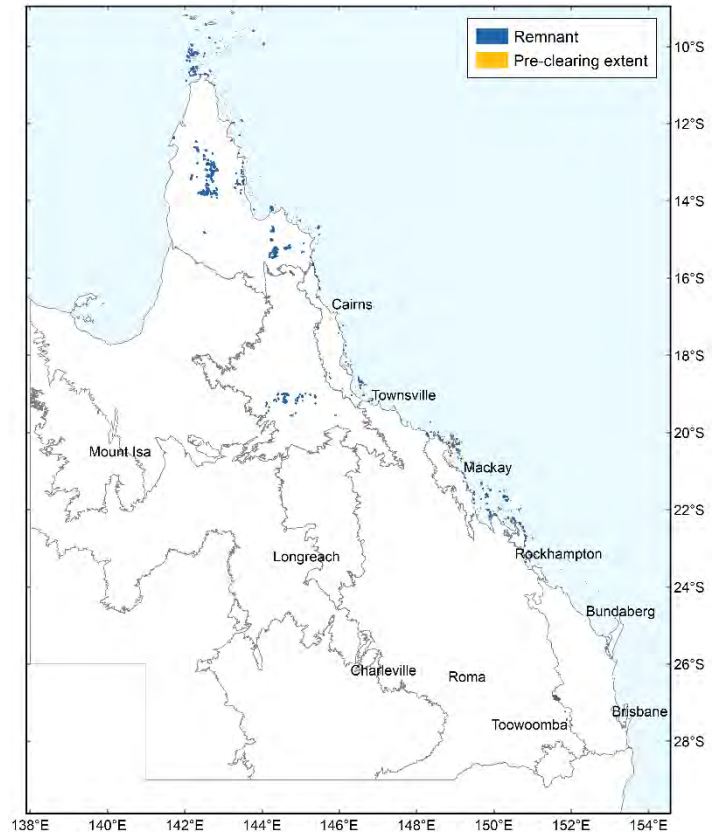 Remnant
Pre-clearing extent
10°S
12°S
14°S
16°S
Cairns
18°S
Townsville
20°S
Mount Isa
Mackay
22°S
Longreach
Rockhampton
24°S
Bundaberg
Charleville
Roma
26°S
Toowoomba
Brisbane
28°S
138°E 140°E 142°E 144°E 146°E 148°E 150°E 152°E 154°E